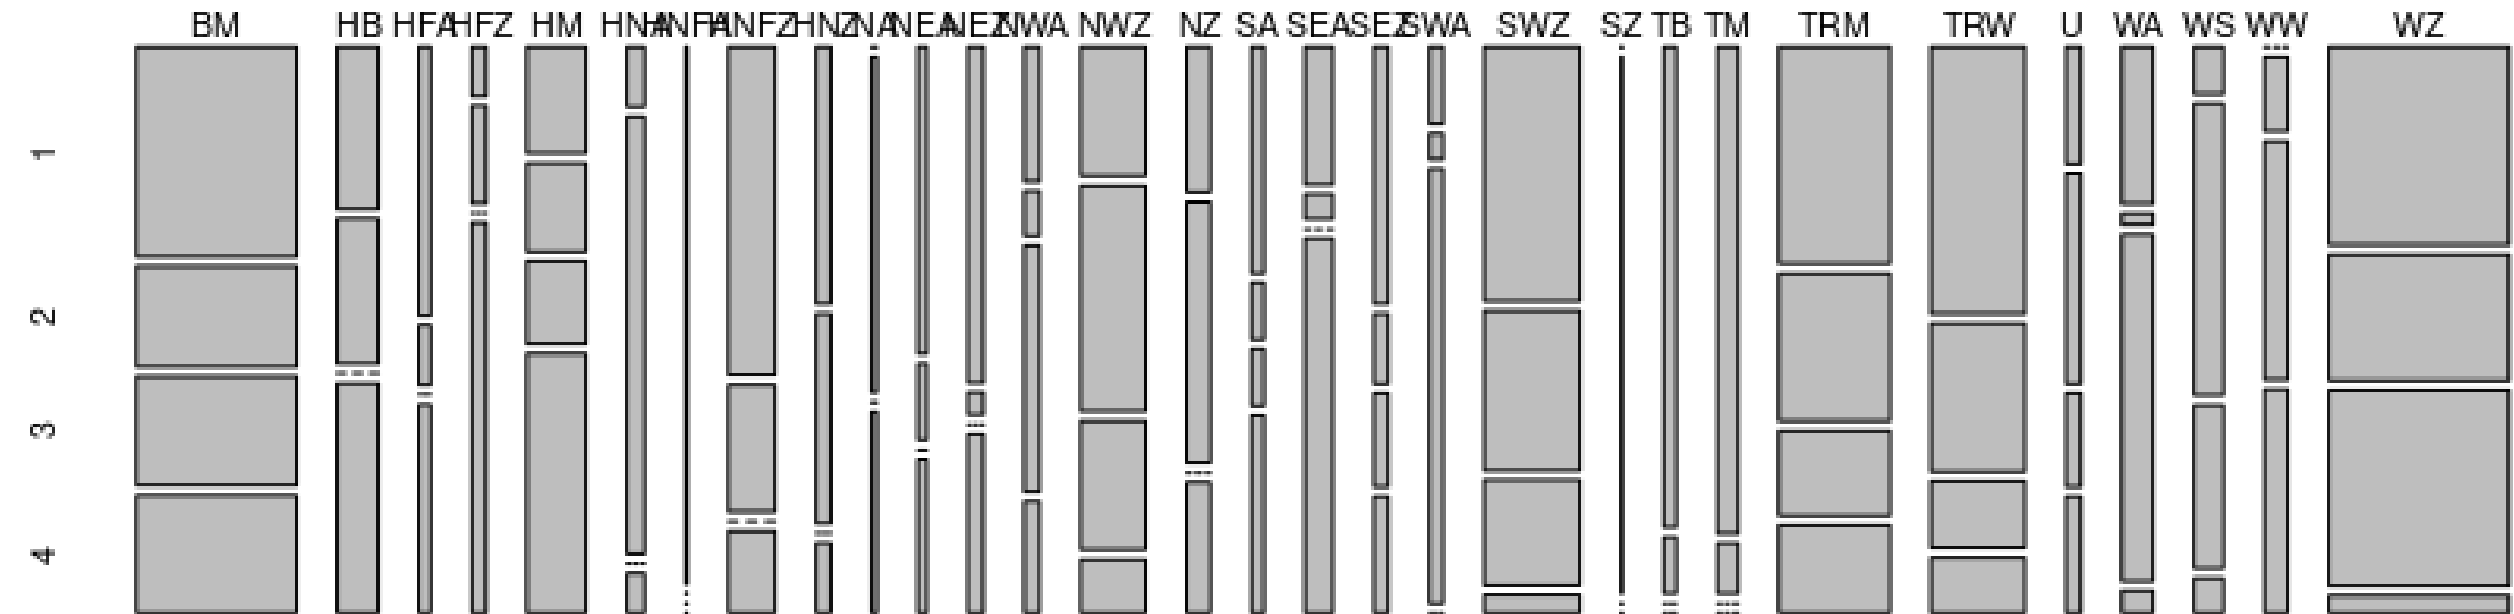 BM HB HFA HFZ HM HNA HNFA HNFZ HNZ NA NEA NEZ NWA NWZ NZ SA SEA SEZ SWA SWZ SZ TB TM TRM TRW U WA WS WW WZ
1
2
3
4